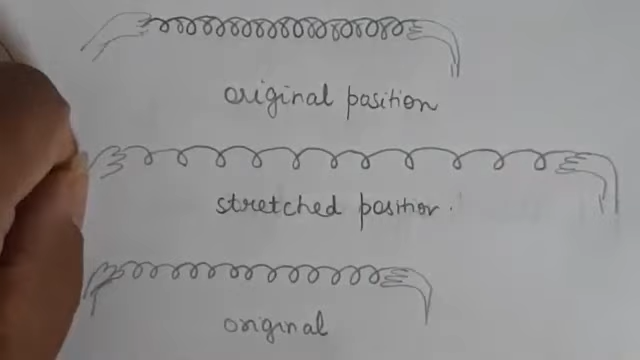 original position
stretched position.
original